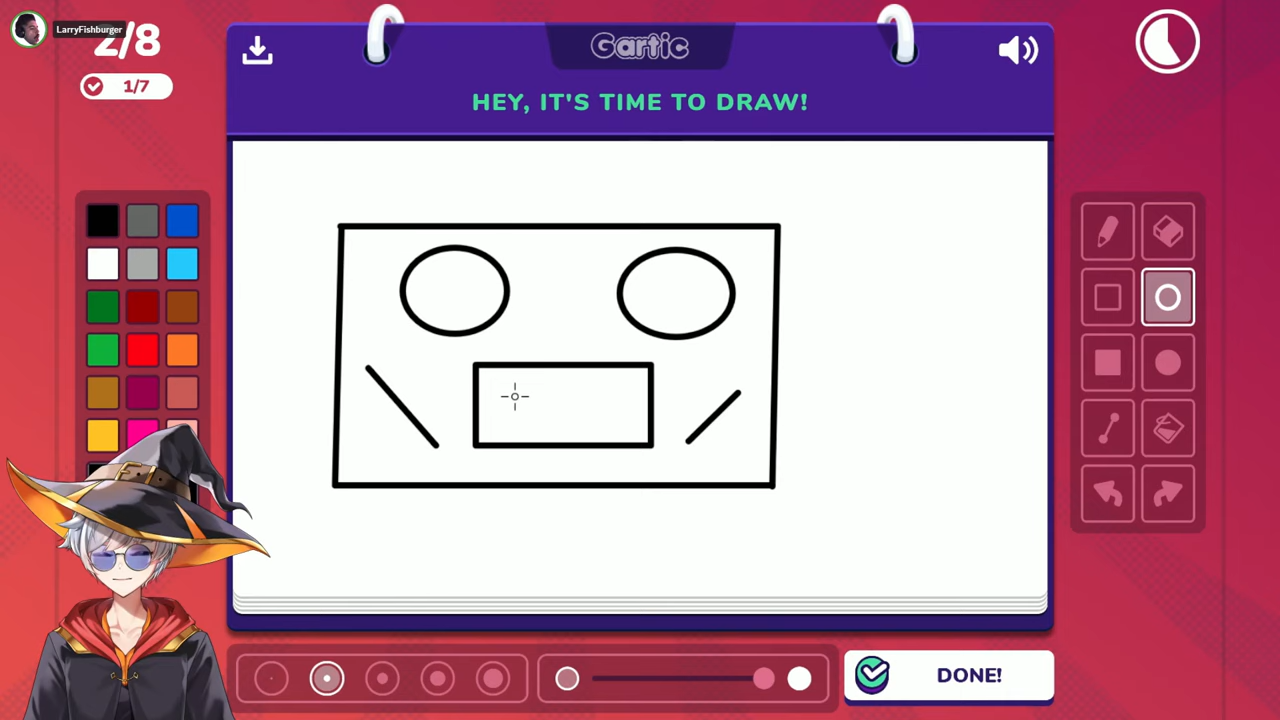 LarryFishburger
2/8
1/7
Gartic
HEY, IT'S TIME TO DRAW!
DONE!